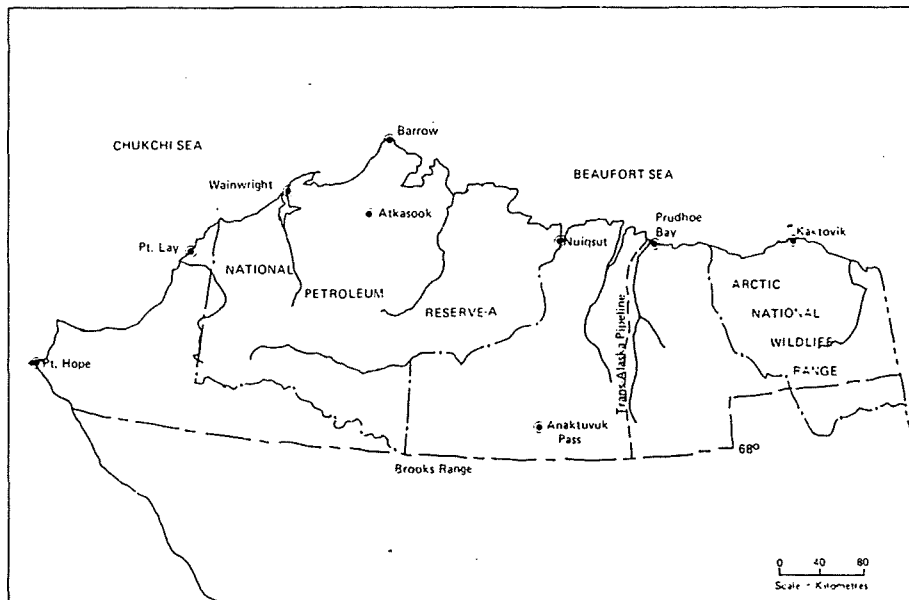 Barrow
CHUKCHI SEA
BEAUFORT SEA
Wainwright
Atkasook
Prudhoe
Bay
Kaktovik
Pt. Lay
Nuiqsut
NATIONAL
PETROLEUM
RESERVE-A
ARCTIC
NATIONAL
WILDLIFE
RANGE
Trans Alaska Pipeline
Pt. Hope
Anaktuvuk
Pass
68°
Brooks Range
0 40 80
Scale - Kilometres